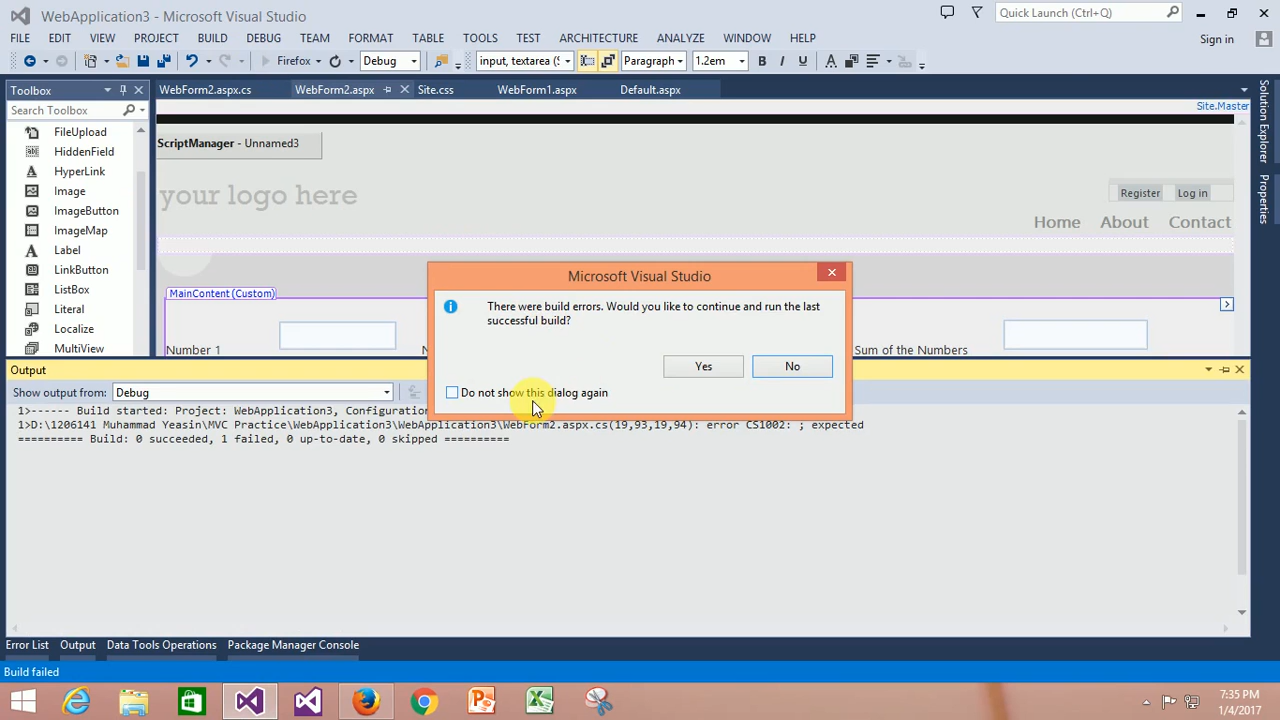 WebApplication3 - Microsoft Visual Studio
Quick Launch (Ctrl+Q)
FILE EDIT VIEW PROJECT BUILD DEBUG TEAM FORMAT TABLE TOOLS TEST ARCHITECTURE ANALYZE WINDOW HELP
Sign in
Firefox Debug input, textarea (S Paragraph 1.2em B I U
Toolbox
WebForm2.aspx.cs WebForm2.aspx Site.css WebForm1.aspx Default.aspx
Search Toolbox
Site.Master
Solution Explorer
Properties
FileUpload
HiddenField
HyperLink
Image
ImageButton
ImageMap
Label
LinkButton
ListBox
Literal
Localize
MultiView
ScriptManager - Unnamed3
your logo here
Register Log in
Home About Contact
MainContent (Custom)
Number 1
N
Sum of the Numbers
Microsoft Visual Studio
There were build errors. Would you like to continue and run the last
successful build?
Yes No
Do not show this dialog again
Output
Show output from: Debug
1>------ Build started: Project: WebApplication3, Configuration
1>D:\1206141 Muhammad Yeasin\MVC Practice\WebApplication3\WebApplication3\WebForm2.aspx.cs(19,93,19,94): error CS1002: ; expected
========== Build: 0 succeeded, 1 failed, 0 up-to-date, 0 skipped ==========
Error List Output Data Tools Operations Package Manager Console
Build failed
7:35 PM
1/4/2017